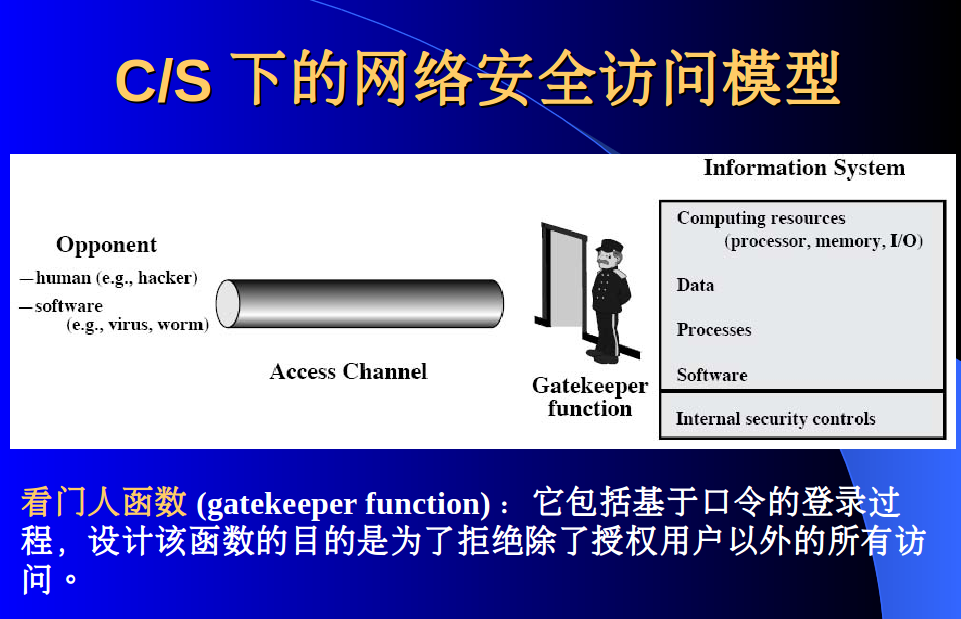 C/S 下的网络安全访问模型
Information System
Computing resources
(processor, memory, I/O)
Data
Processes
Software
Internal security controls
Opponent
—human (e.g., hacker)
—software
(e.g., virus, worm)
Access Channel
Gatekeeper
function
看门人函数 (gatekeeper function) ： 它包括基于口令的登录过
程，设计该函数的目的是为了拒绝除了授权用户以外的所有访
问。